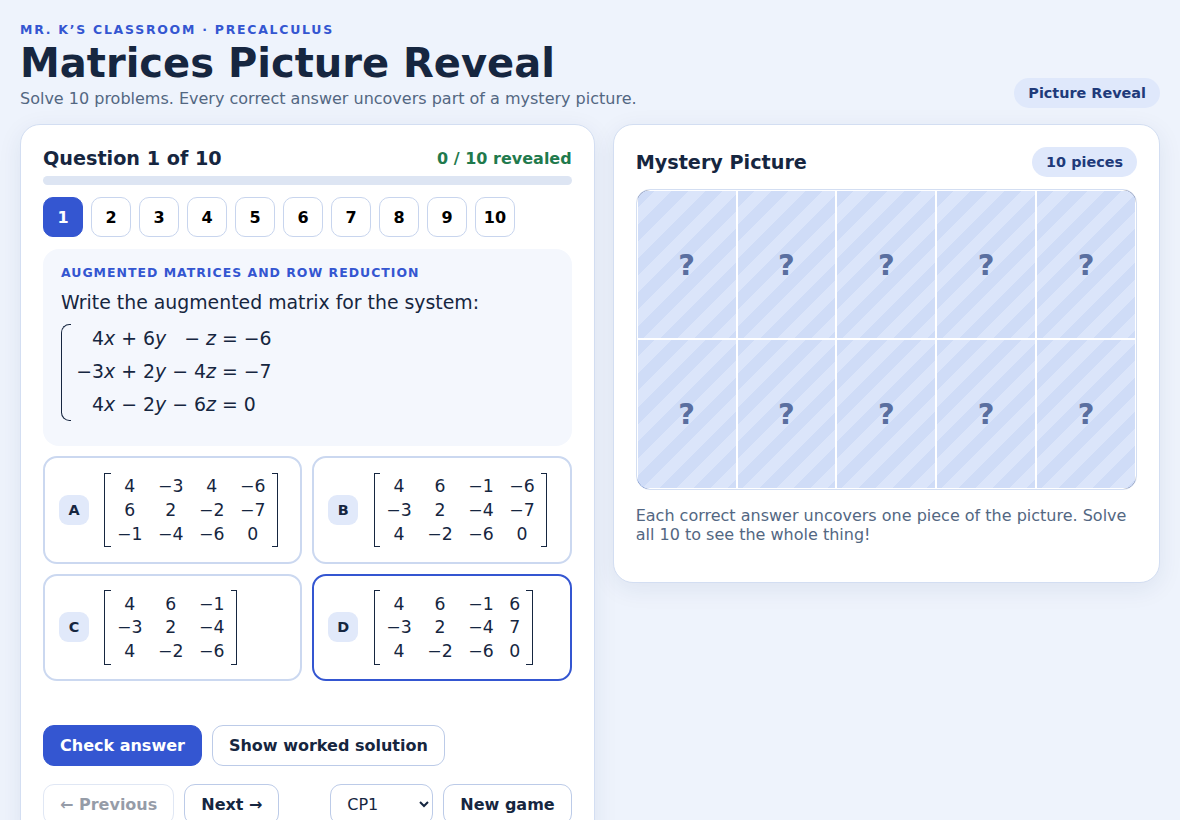 MR. K’S CLASSROOM · PRECALCULUS
Matrices Picture Reveal
Solve 10 problems. Every correct answer uncovers part of a mystery picture.
Picture Reveal
Question 1 of 10
0 / 10 revealed
1 2 3 4 5 6 7 8 9 10
AUGMENTED MATRICES AND ROW REDUCTION
Write the augmented matrix for the system:
4x + 6y − z = −6
−3x + 2y − 4z = −7
4x − 2y − 6z = 0
A
4 −3 4 −6
6 2 −2 −7
−1 −4 −6 0
B
4 6 −1 −6
−3 2 −4 −7
4 −2 −6 0
C
4 6 −1
−3 2 −4
4 −2 −6
D
4 6 −1 6
−3 2 −4 7
4 −2 −6 0
Check answer
Show worked solution
← Previous
Next →
CP1
New game
Mystery Picture
10 pieces
? ? ? ? ?
? ? ? ? ?
Each correct answer uncovers one piece of the picture. Solve
all 10 to see the whole thing!